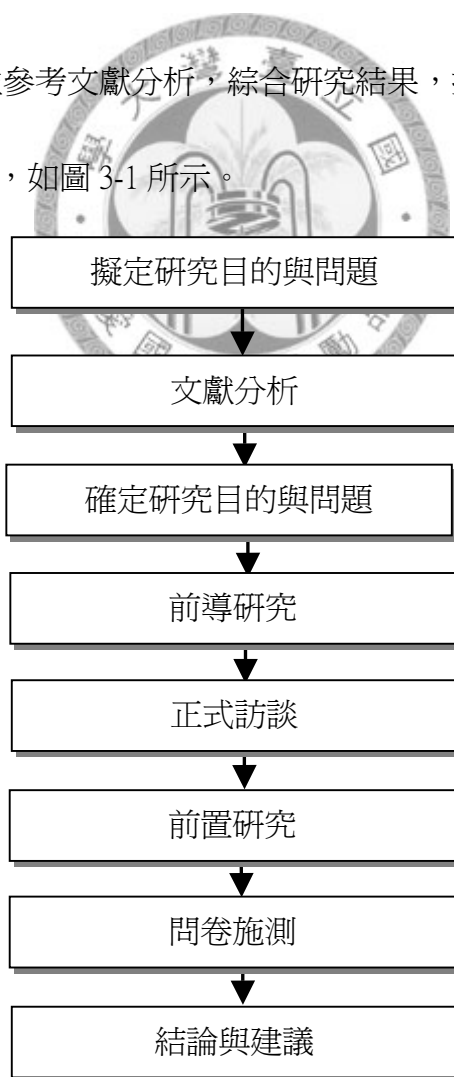 參考文獻分析，綜合研究結果，
，如圖 3-1 所示。
擬定研究目的與問題
文獻分析
確定研究目的與問題
前導研究
正式訪談
前置研究
問卷施測
結論與建議